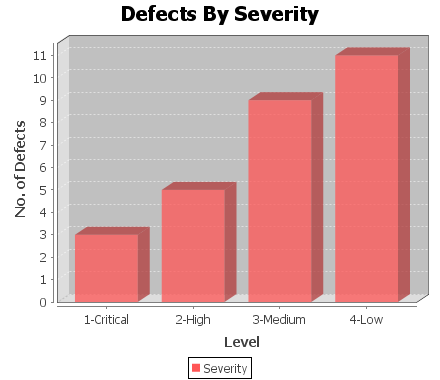 Defects By Severity
No. of Defects
11
10
9
8
7
6
5
4
3
2
1
0
1-Critical 2-High 3-Medium 4-Low
Level
Severity